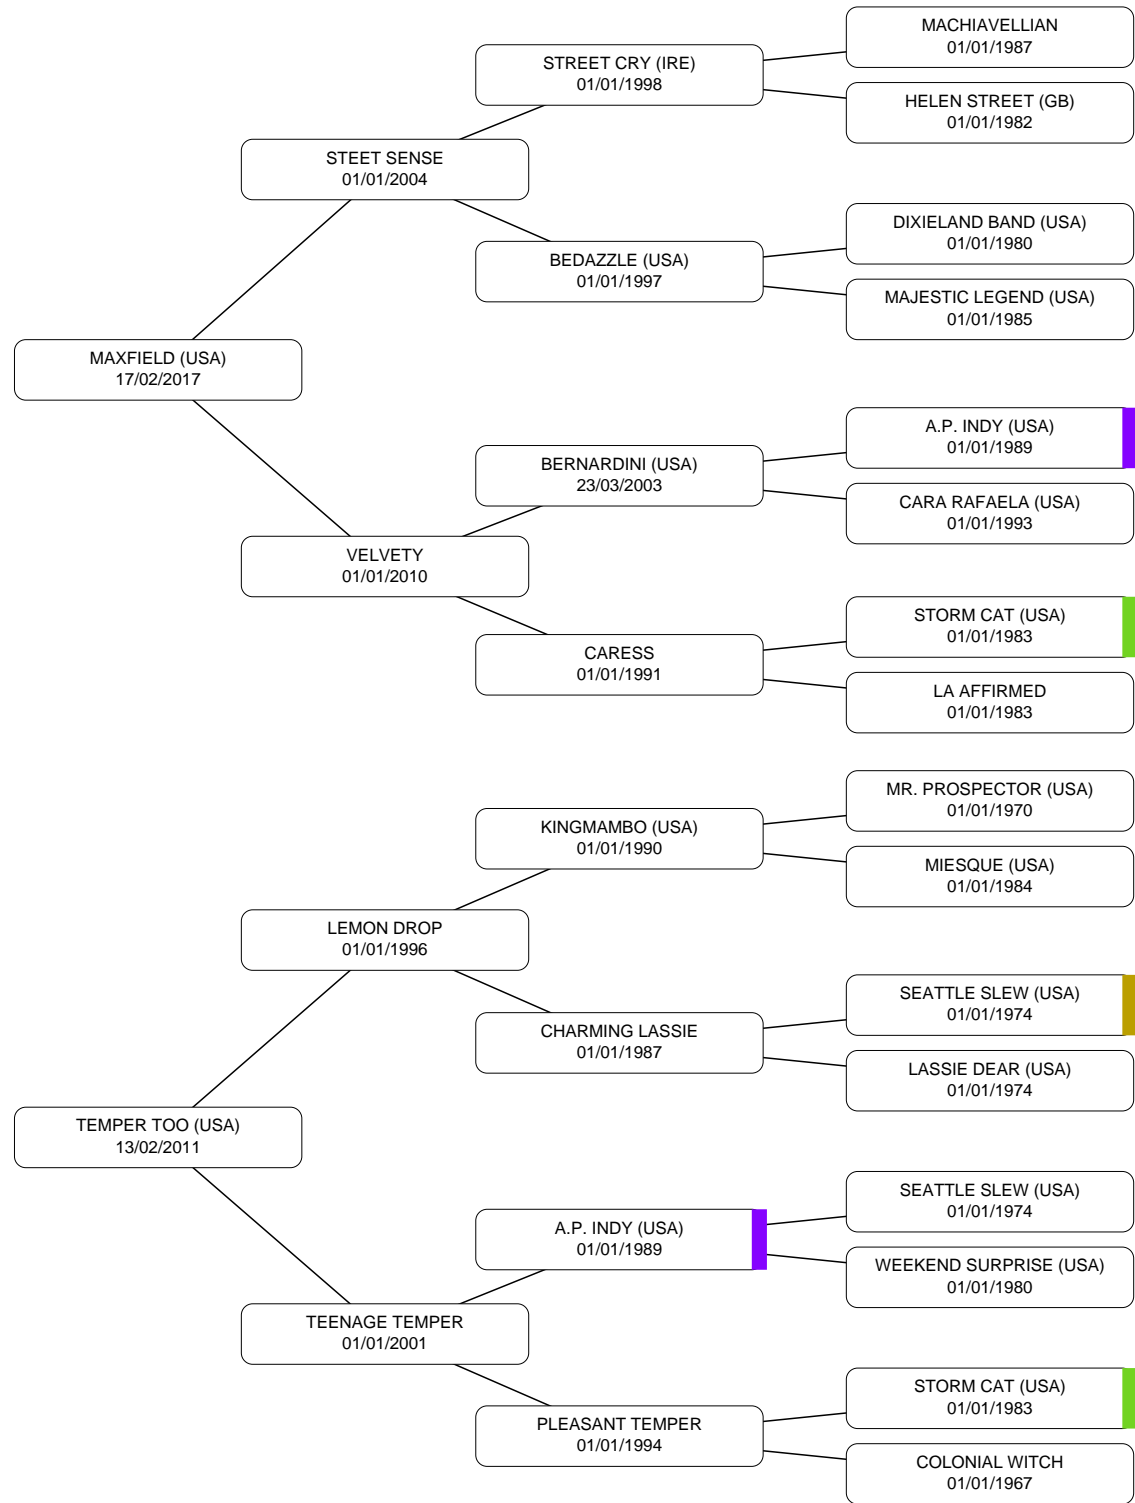 MACHIAVELLIAN
01/01/1987
STREET CRY (IRE)
01/01/1998
HELEN STREET (GB)
01/01/1982
STEET SENSE
01/01/2004
DIXIELAND BAND (USA)
01/01/1980
BEDAZZLE (USA)
01/01/1997
MAJESTIC LEGEND (USA)
01/01/1985
MAXFIELD (USA)
17/02/2017
A.P. INDY (USA)
01/01/1989
BERNARDINI (USA)
23/03/2003
CARA RAFAELA (USA)
01/01/1993
VELVETY
01/01/2010
STORM CAT (USA)
01/01/1983
CARESS
01/01/1991
LA AFFIRMED
01/01/1983
MR. PROSPECTOR (USA)
01/01/1970
KINGMAMBO (USA)
01/01/1990
MIESQUE (USA)
01/01/1984
LEMON DROP
01/01/1996
SEATTLE SLEW (USA)
01/01/1974
CHARMING LASSIE
01/01/1987
LASSIE DEAR (USA)
01/01/1974
TEMPER TOO (USA)
13/02/2011
SEATTLE SLEW (USA)
01/01/1974
A.P. INDY (USA)
01/01/1989
WEEKEND SURPRISE (USA)
01/01/1980
TEENAGE TEMPER
01/01/2001
STORM CAT (USA)
01/01/1983
PLEASANT TEMPER
01/01/1994
COLONIAL WITCH
01/01/1967